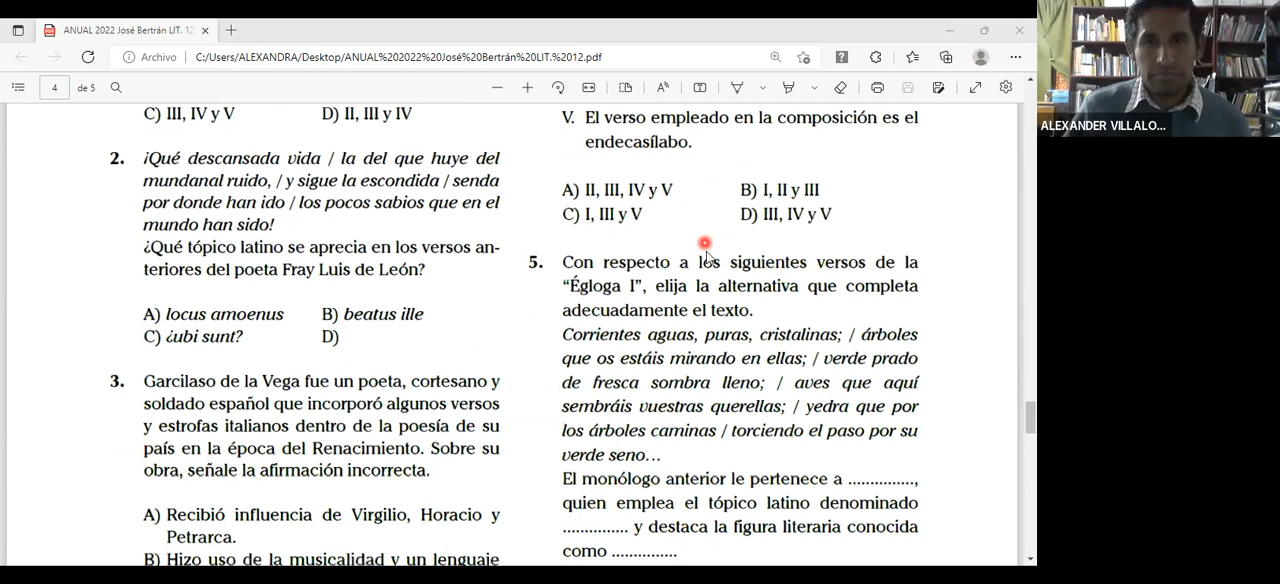 ANUAL 2022 José Bertrán LIT. 12
Archivo
C:/Users/ALEXANDRA/Desktop/ANUAL%202022%20José%20Bertrán%20LIT.%2012.pdf
4
de 5
C) III, IV y V
D) II, III y IV
2. ¡Qué descansada vida / la del que huye del
mundanal ruido, / y sigue la escondida / senda
por donde han ido / los pocos sabios que en el
mundo han sido!
¿Qué tópico latino se aprecia en los versos an-
teriores del poeta Fray Luis de León?
A) locus amoenus
B) beatus ille
C) ¿ubi sunt?
D)
3. Garcilaso de la Vega fue un poeta, cortesano y
soldado español que incorporó algunos versos
y estrofas italianos dentro de la poesía de su
país en la época del Renacimiento. Sobre su
obra, señale la afirmación incorrecta.
A) Recibió influencia de Virgilio, Horacio y
Petrarca.
B) Hizo uso de la musicalidad y un lenguaje
V. El verso empleado en la composición es el
endecasílabo.
A) II, III, IV y V
B) I, II y III
C) I, III y V
D) III, IV y V
5. Con respecto a los siguientes versos de la
“Égloga I”, elija la alternativa que completa
adecuadamente el texto.
Corrientes aguas, puras, cristalinas; / árboles
que os estáis mirando en ellas; / verde prado
de fresca sombra lleno; / aves que aquí
sembráis vuestras querellas; / yedra que por
los árboles caminas / torciendo el paso por su
verde seno…
El monólogo anterior le pertenece a ...............,
quien emplea el tópico latino denominado
............... y destaca la figura literaria conocida
como ...............
ALEXANDER VILLALO...